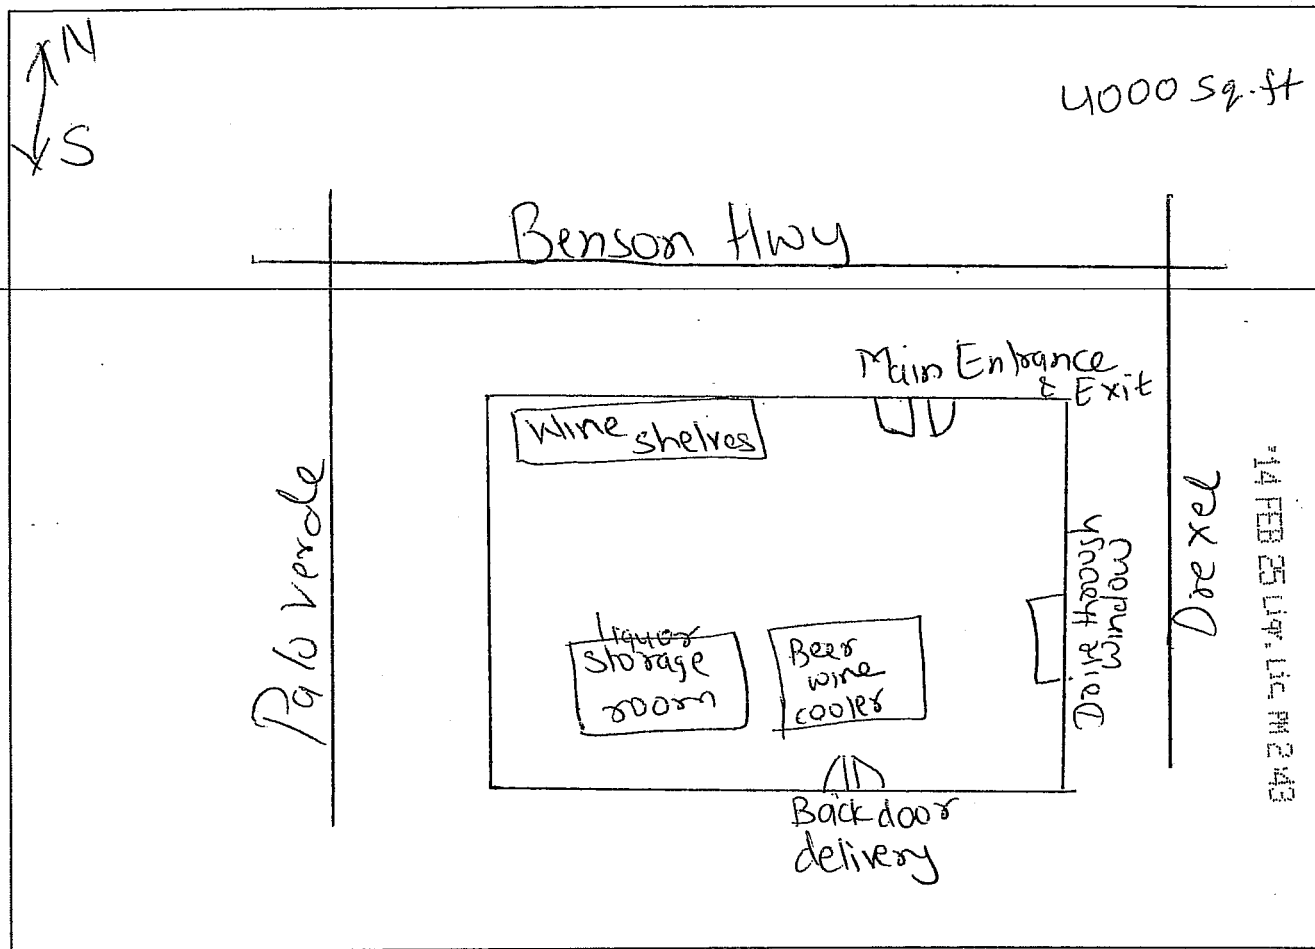 N
S
4000 Sq.ft
Benson Hwy
Main Entrance
& Exit
Wine shelves
Palo verde
Drive through
Window
Drexel
'14 FEB 25 Liqr. Lic. PM 2:43
liquor
storage
room
Beer
wine
cooler
Back door
delivery